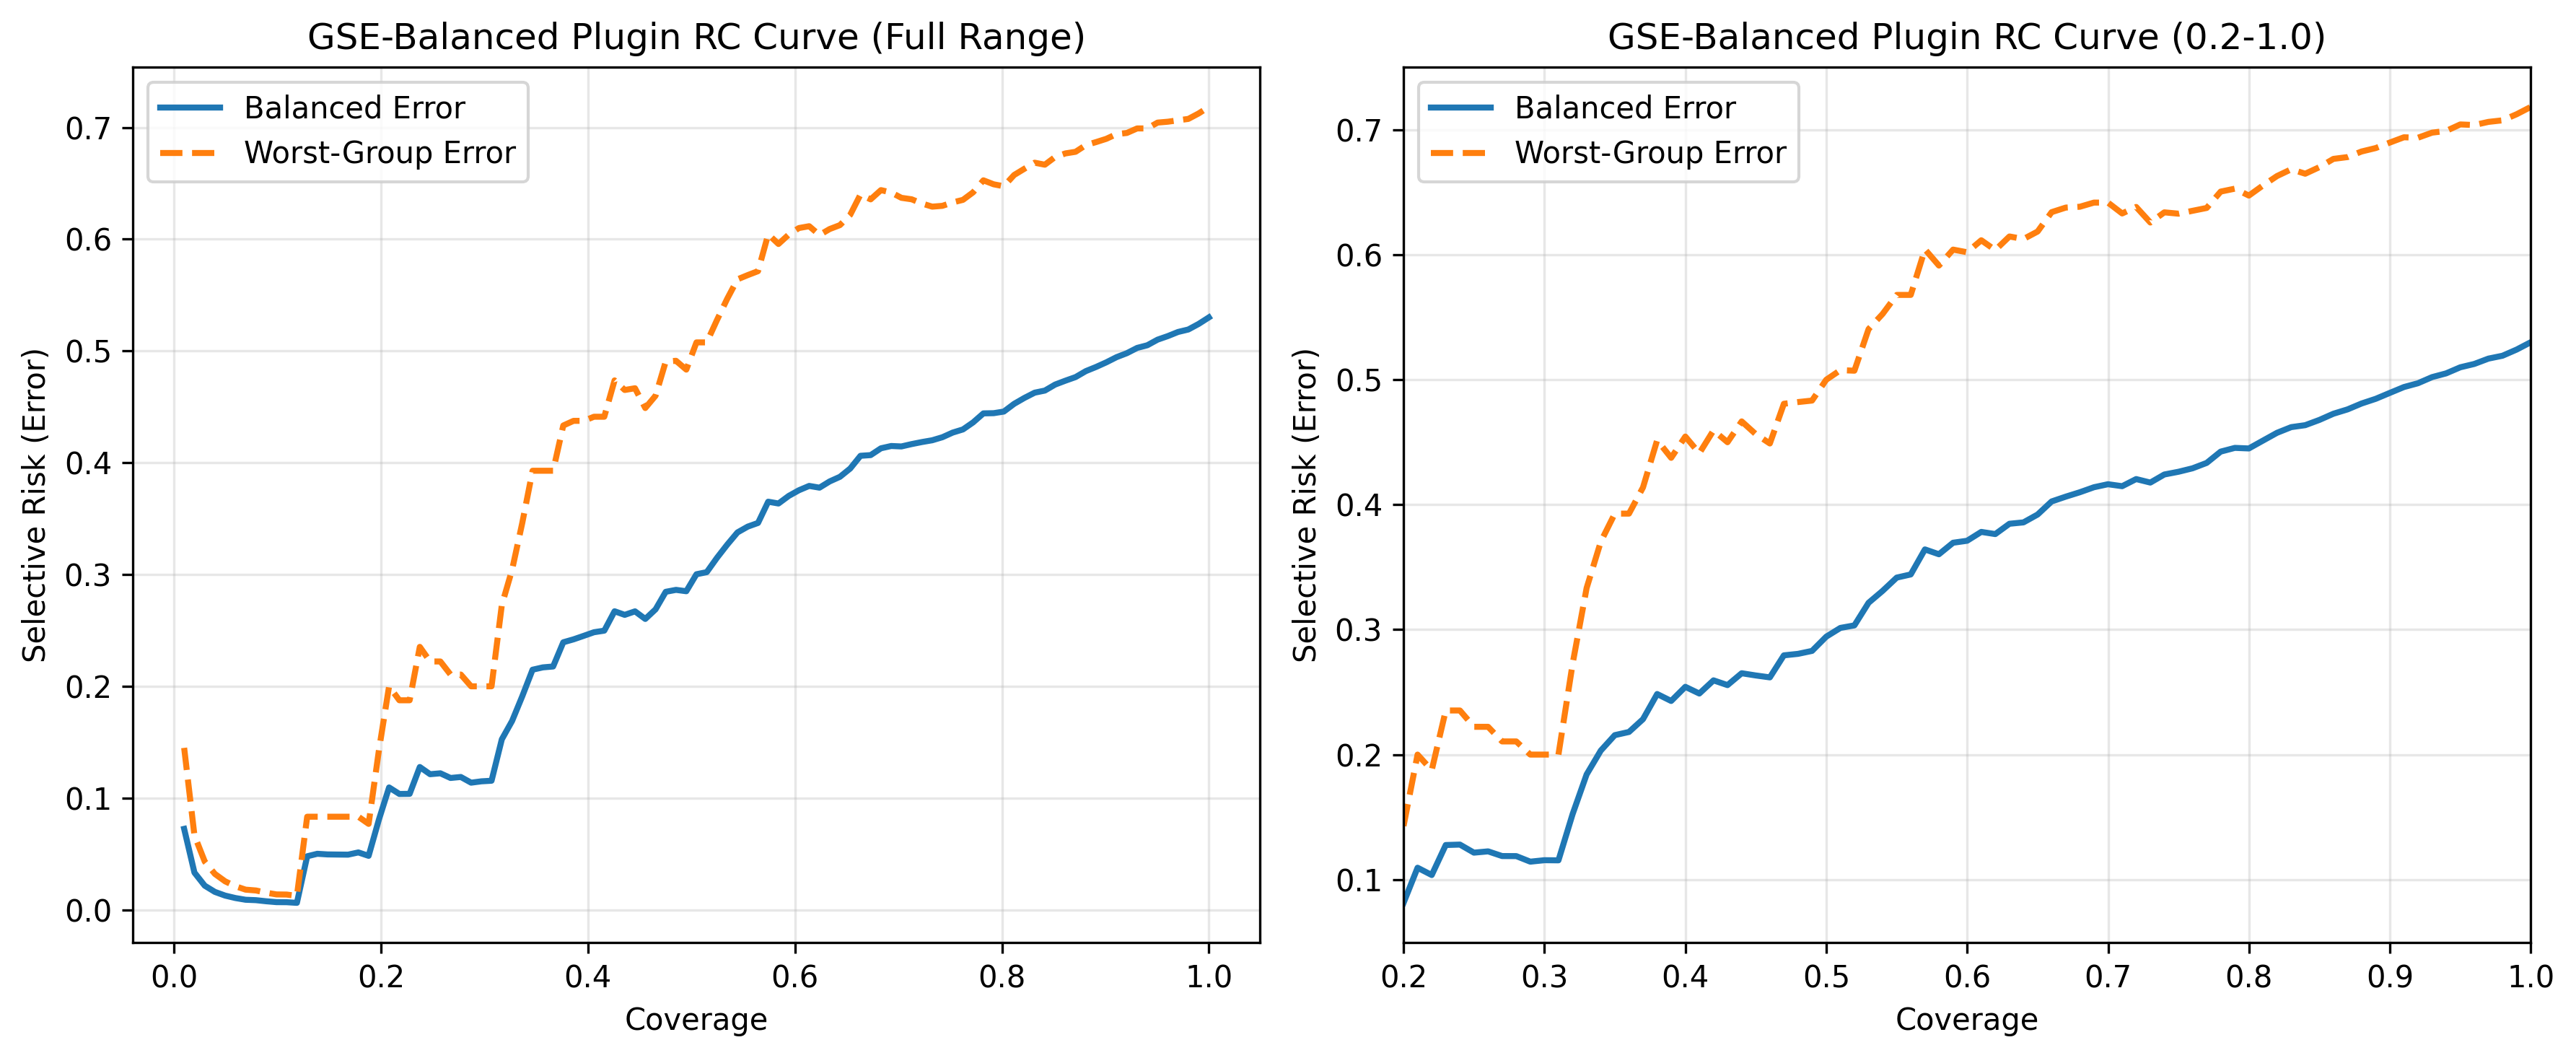 GSE-Balanced Plugin RC Curve (Full Range)
Balanced Error
Worst-Group Error
Selective Risk (Error)
0.7
0.6
0.5
0.4
0.3
0.2
0.1
0.0
0.0 0.2 0.4 0.6 0.8 1.0
Coverage
GSE-Balanced Plugin RC Curve (0.2-1.0)
Balanced Error
Worst-Group Error
Selective Risk (Error)
0.7
0.6
0.5
0.4
0.3
0.2
0.1
0.2 0.3 0.4 0.5 0.6 0.7 0.8 0.9 1.0
Coverage